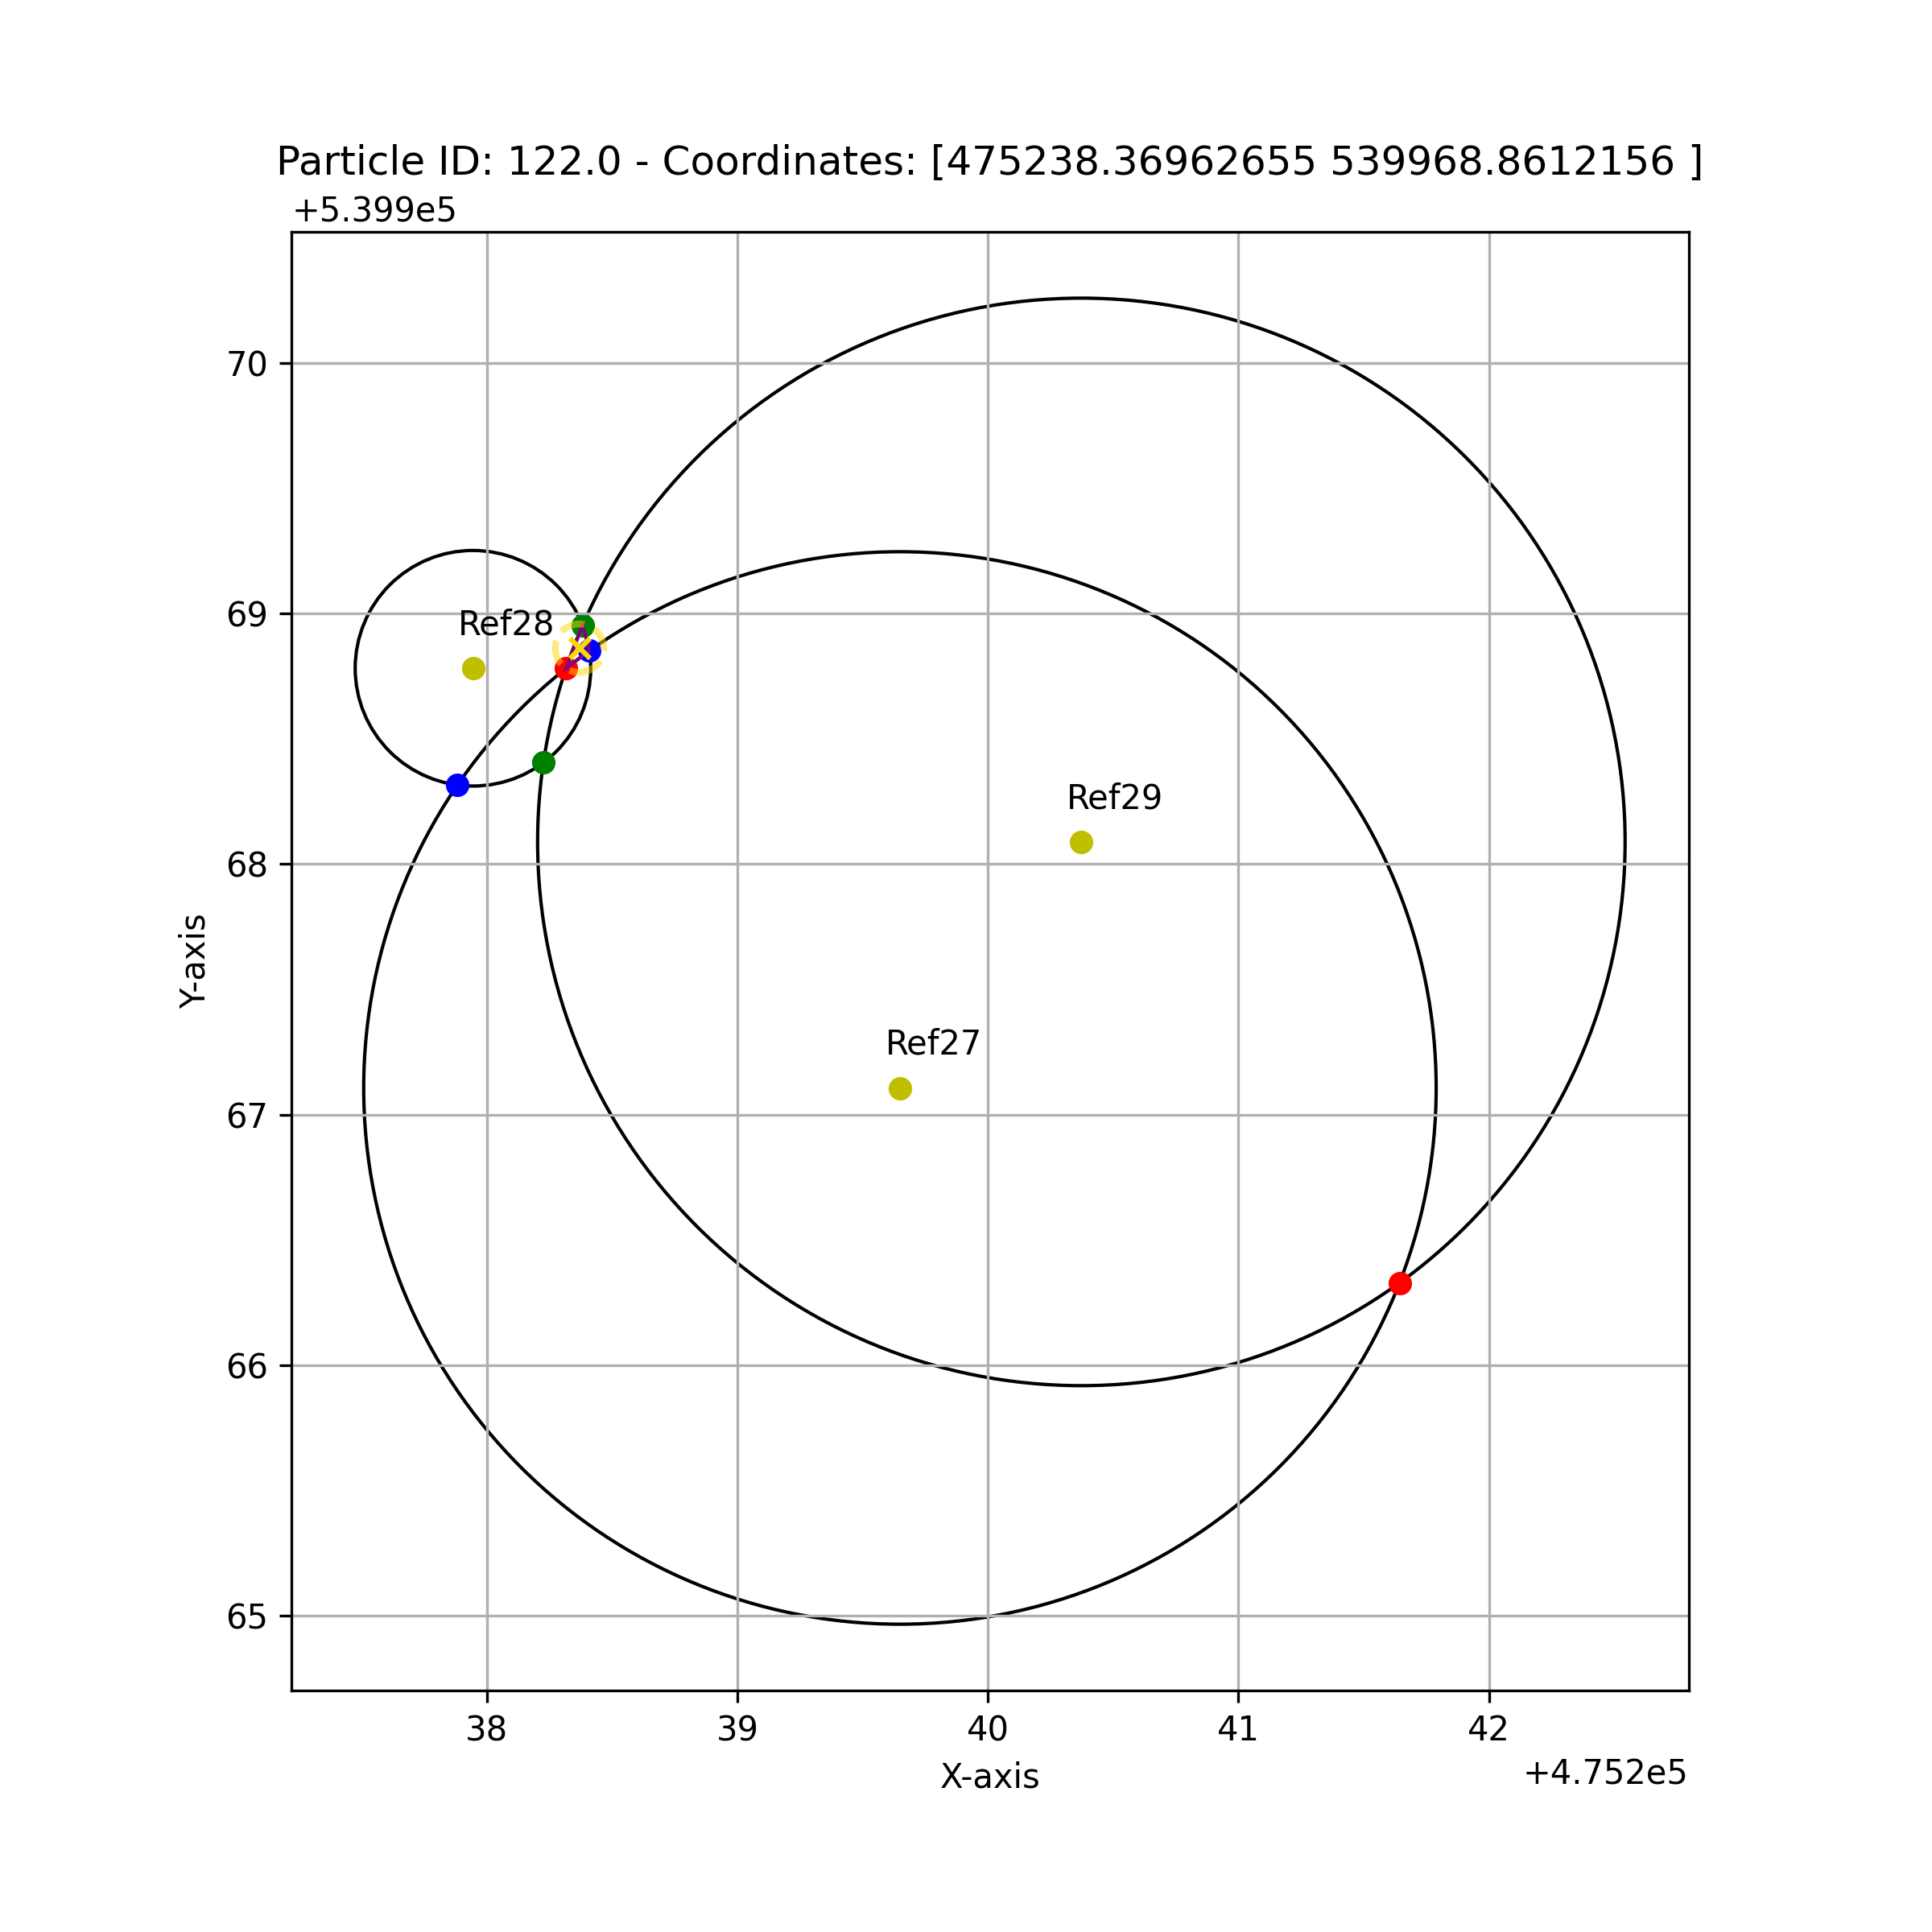 Particle ID: 122.0 - Coordinates: [475238.36962655 539968.8612156 ]
+5.399e5
70
69
68
67
66
65
Y-axis
Ref28
Ref29
Ref27
38 39 40 41 42
X-axis
+4.752e5